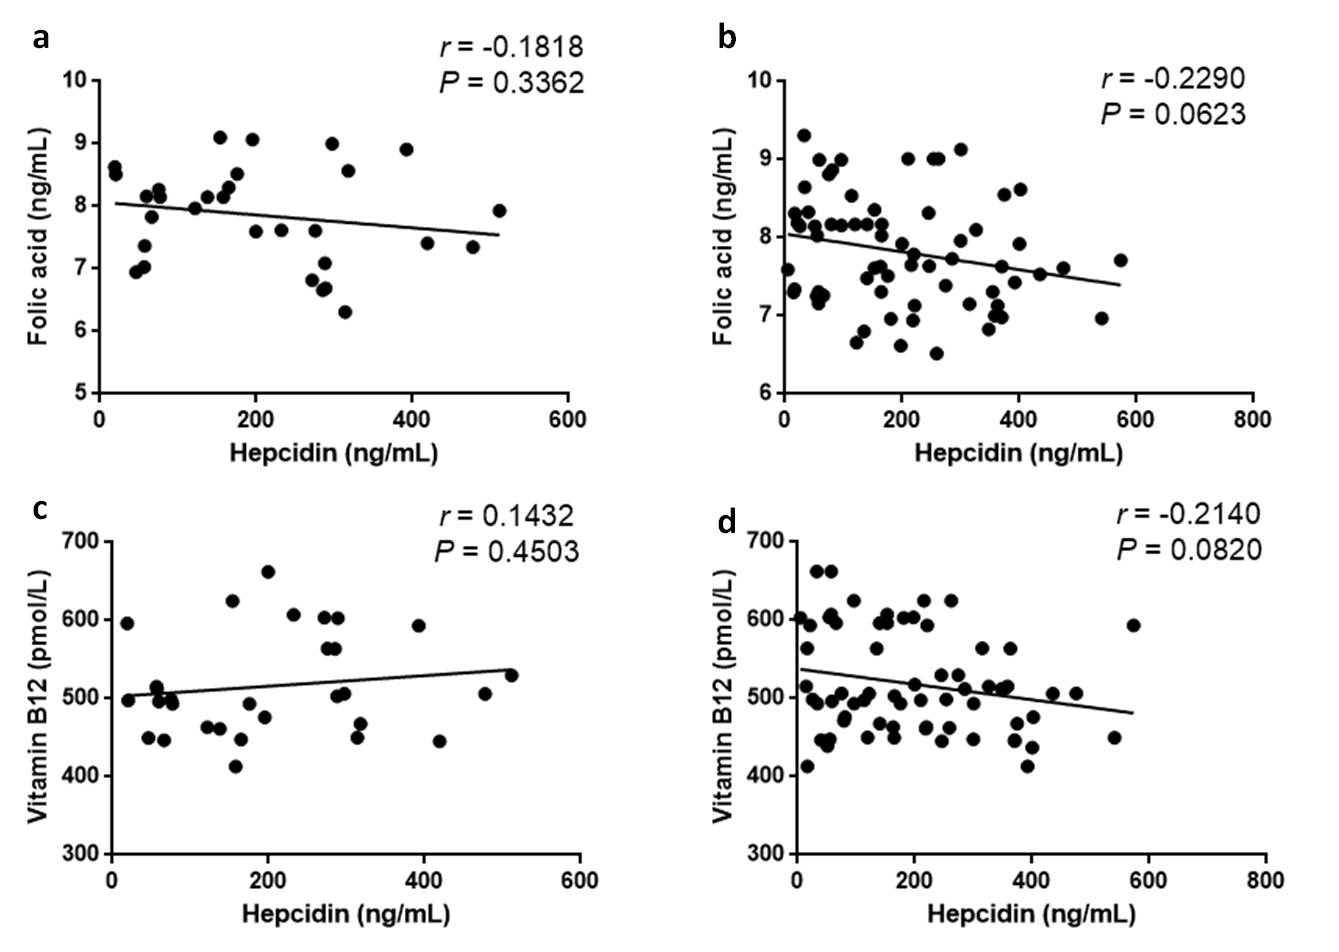 a
r = -0.1818
P = 0.3362
10
9
8
7
6
5
Folic acid (ng/mL)
0 200 400 600
Hepcidin (ng/mL)
b
r = -0.2290
P = 0.0623
10
9
8
7
6
Folic acid (ng/mL)
0 200 400 600 800
Hepcidin (ng/mL)
c
r = 0.1432
P = 0.4503
700
600
500
400
300
Vitamin B12 (pmol/L)
0 200 400 600
Hepcidin (ng/mL)
d
r = -0.2140
P = 0.0820
700
600
500
400
300
Vitamin B12 (pmol/L)
0 200 400 600 800
Hepcidin (ng/mL)